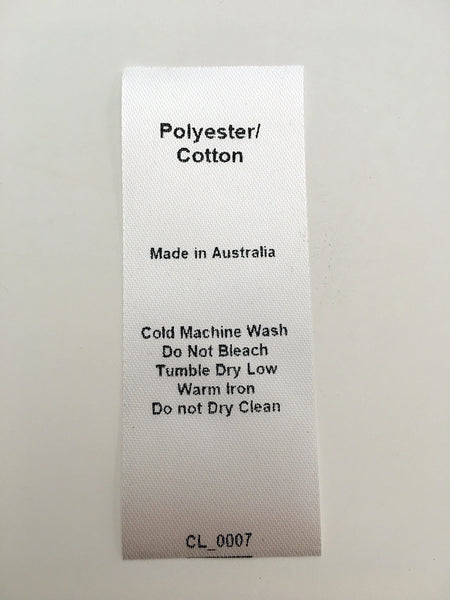 Polyester/
Cotton
Made in Australia
Cold Machine Wash
Do Not Bleach
Tumble Dry Low
Warm Iron
Do not Dry Clean
CL_0007